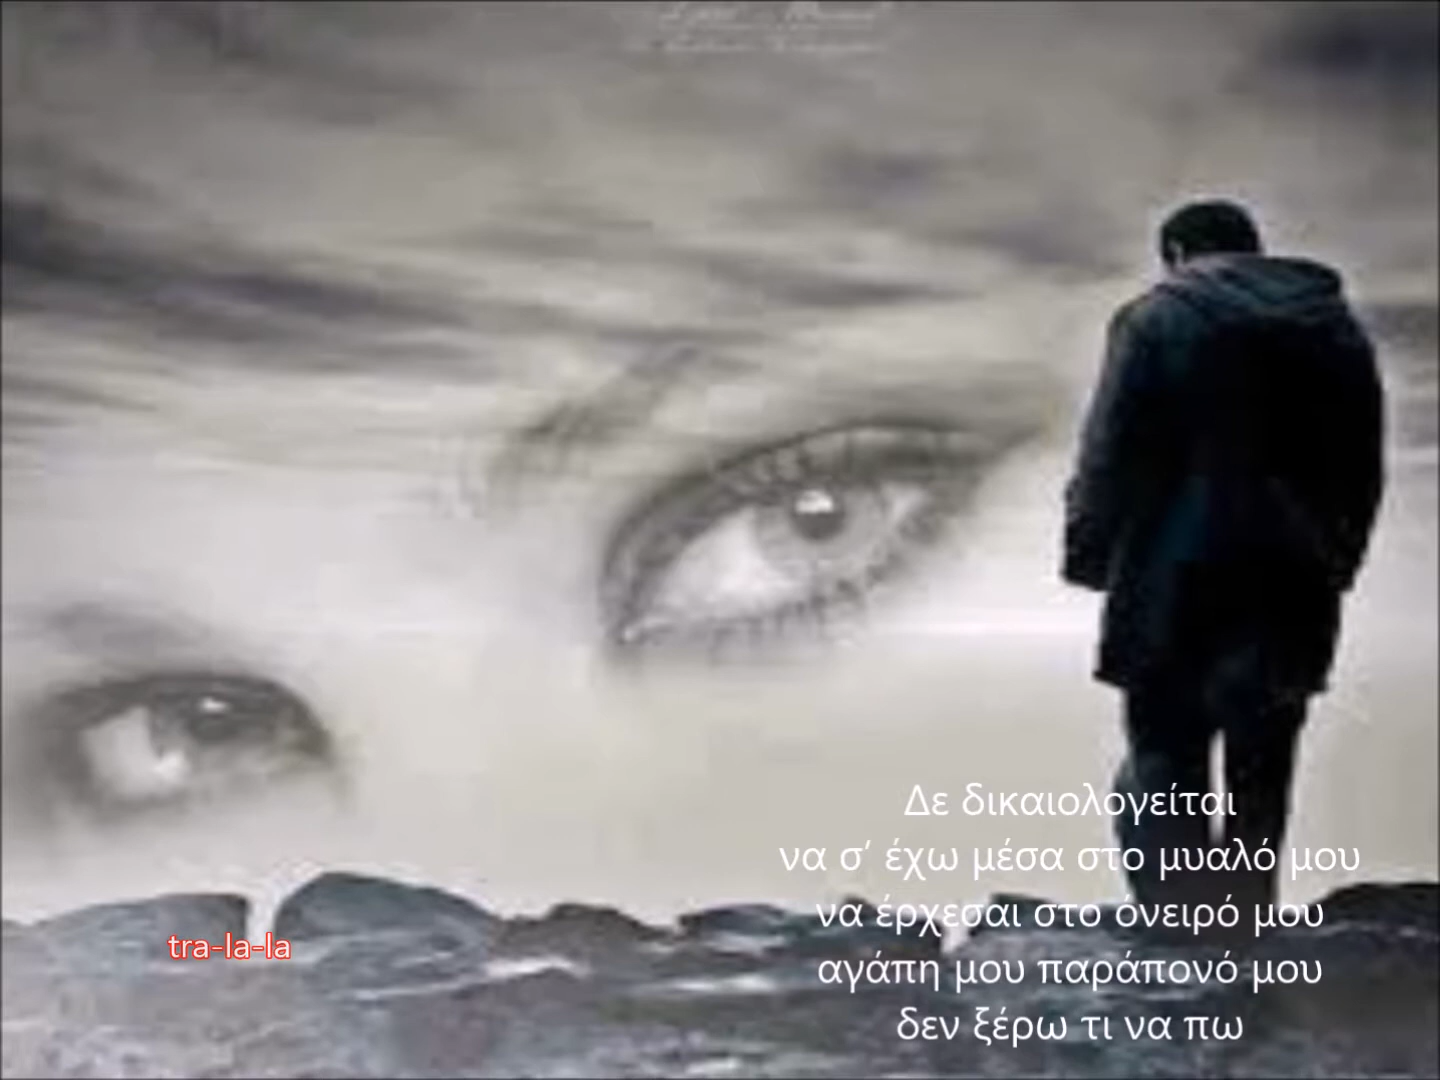 Δε δικαιολογείται
να σ' έχω μέσα στο μυαλό μου
να έρχεσαι στο όνειρό μου
αγάπη μου παράπονό μου
δεν ξέρω τι να πω
tra-la-la